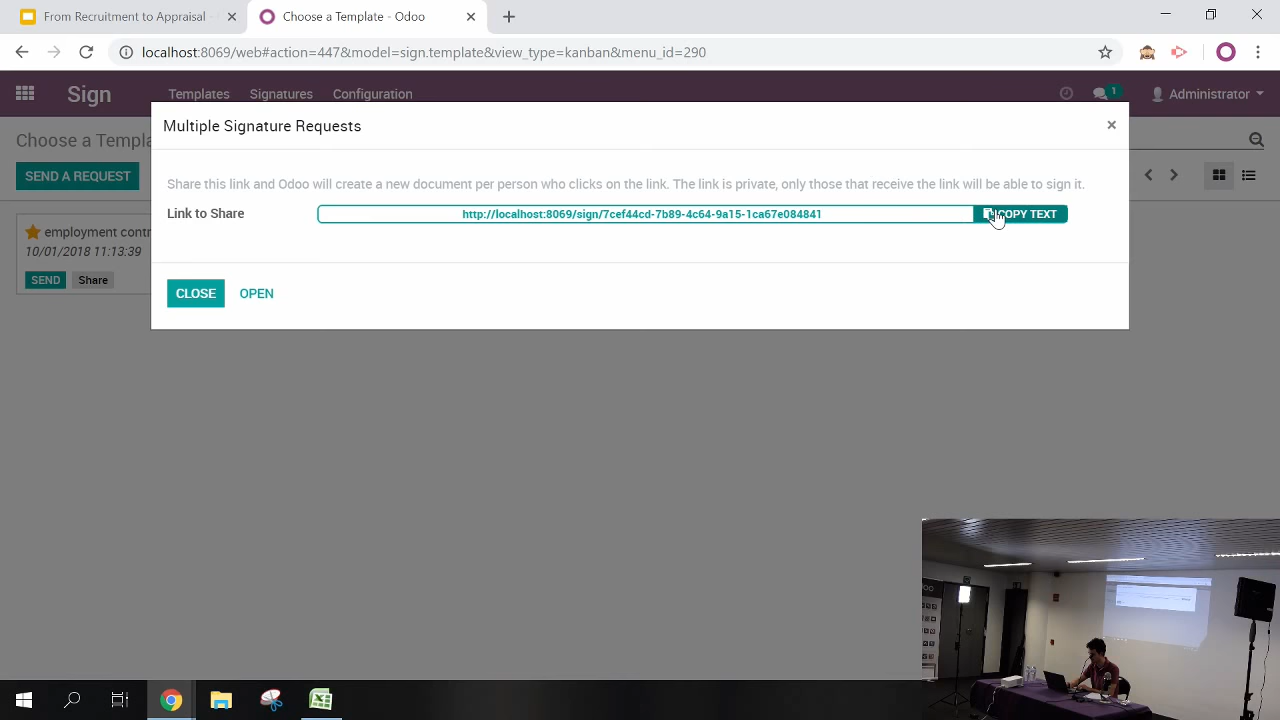 From Recruitment to Appraisal -
Choose a Template - Odoo
localhost:8069/web#action=447&model=sign.template&view_type=kanban&menu_id=290
Sign
Templates
Signatures
Configuration
1
Administrator
Choose a Templa
SEND A REQUEST
employment contr
10/01/2018 11:13:39
SEND
Share
Multiple Signature Requests
×
Share this link and Odoo will create a new document per person who clicks on the link. The link is private, only those that receive the link will be able to sign it.
Link to Share
http://localhost:8069/sign/7cef44cd-7b89-4c64-9a15-1ca67e084841
COPY TEXT
CLOSE
OPEN